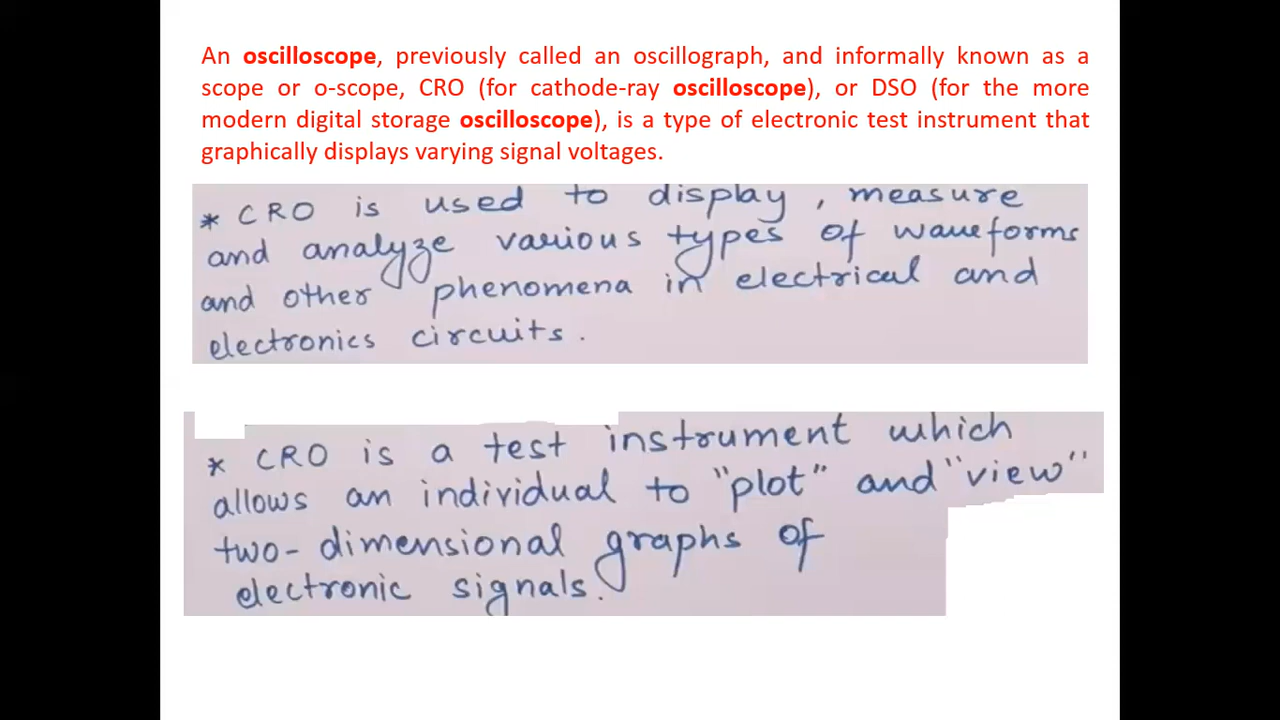 An oscilloscope, previously called an oscillograph, and informally known as a
scope or o-scope, CRO (for cathode-ray oscilloscope), or DSO (for the more
modern digital storage oscilloscope), is a type of electronic test instrument that
graphically displays varying signal voltages.
* CRO is used to display, measure
and analyze various types of waveforms
and other phenomena in electrical and
electronics circuits.
* CRO is a test instrument which
allows an individual to "plot" and "view"
two-dimensional graphs of
electronic signals.